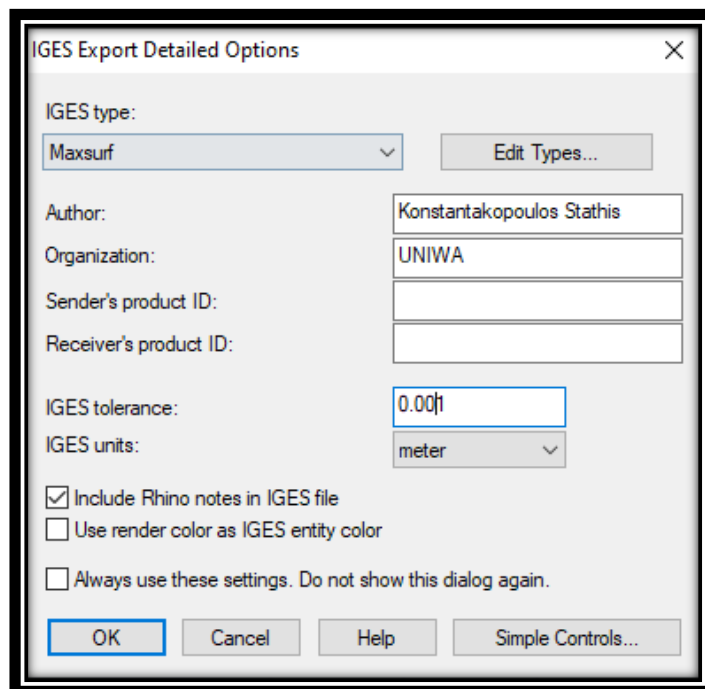 IGES Export Detailed Options
IGES type:
Maxsurf
Edit Types...
Author:
Konstantakopoulos Stathis
Organization:
UNIWA
Sender's product ID:
Receiver's product ID:
IGES tolerance:
0.001
IGES units:
meter
Include Rhino notes in IGES file
Use render color as IGES entity color
Always use these settings. Do not show this dialog again.
OK
Cancel
Help
Simple Controls...